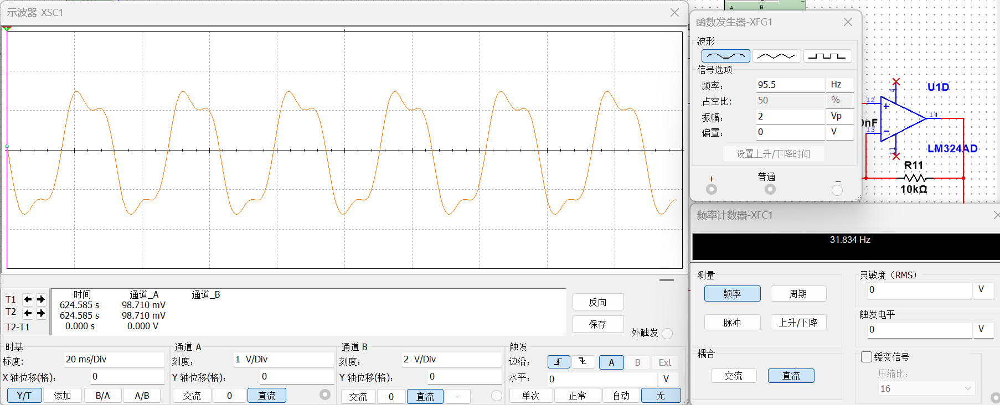 示波器-XSC1
时间 通道_A 通道_B
T1 624.585 s 98.710 mV
T2 624.585 s 98.710 mV
T2-T1 0.000 s 0.000 V
反向
保存
外触发
时基
标度: 20 ms/Div
X 轴位移(格): 0
Y/T 添加 B/A A/B
通道 A
刻度: 1 V/Div
Y 轴位移(格): 0
交流 0 直流
通道 B
刻度: 2 V/Div
Y 轴位移(格): 0
交流 0 直流 -
触发
边沿: A B Ext
水平: 0 V
单次 正常 自动 无
A B
函数发生器-XFG1
波形
信号选项
频率: 95.5 Hz
占空比: 50 %
振幅: 2 Vp
偏置: 0 V
设置上升/下降时间
+ 普通 −
U1D
4
12
14
nF
13
11
LM324AD
R11
10kΩ
频率计数器-XFC1
31.834 Hz
测量
频率 周期
脉冲 上升/下降
耦合
交流 直流
灵敏度（RMS）
0 V
触发电平
0 V
缓变信号
压缩比:
16